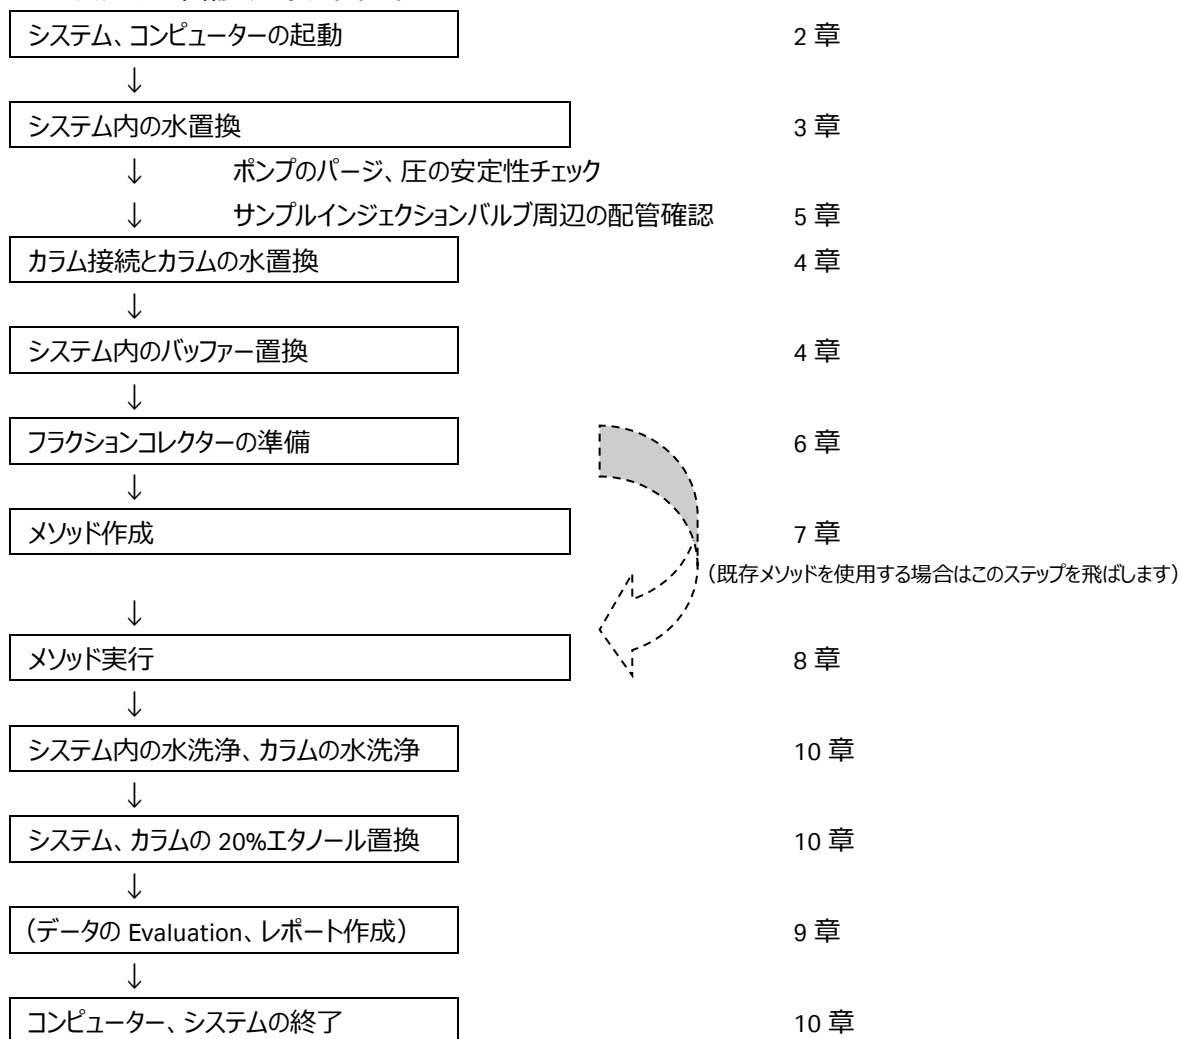 システム、コンピューターの起動 2 章
↓
システム内の水置換 3 章
↓ ポンプのパージ、圧の安定性チェック
↓ サンプルインジェクションバルブ周辺の配管確認 5 章
カラム接続とカラムの水置換 4 章
↓
システム内のバッファー置換 4 章
↓
フラクションコレクターの準備 6 章
↓
メソッド作成 7 章
（既存メソッドを使用する場合はこのステップを飛ばします）
↓
メソッド実行 8 章
↓
システム内の水洗浄、カラムの水洗浄 10 章
↓
システム、カラムの 20%エタノール置換 10 章
↓
（データの Evaluation、レポート作成） 9 章
↓
コンピューター、システムの終了 10 章